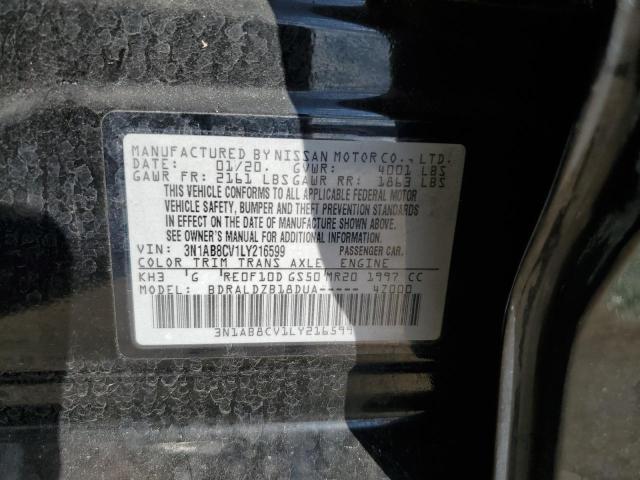 MANUFACTURED BY NISSAN MOTOR CO., LTD.
DATE: 01/20. GVWR: 4001 LBS
GAWR FR: 2161 LBS GAWR RR: 1863 LBS
THIS VEHICLE CONFORMS TO ALL APPLICABLE FEDERAL MOTOR
VEHICLE SAFETY, BUMPER AND THEFT PREVENTION STANDARDS
IN EFFECT ON THE DATE OF MANUFACTURE SHOWN ABOVE.
SEE OWNER'S MANUAL FOR ADDITIONAL INFORMATION.
VIN: 3N1AB8CV1LY216599 PASSENGER CAR.
COLOR TRIM TRANS AXLE ENGINE
KH3 G RE0F10D GS50 MR20 1997 CC
MODEL: BDRALDZB18DUA----- 4Z000
3N1AB8CV1LY216599